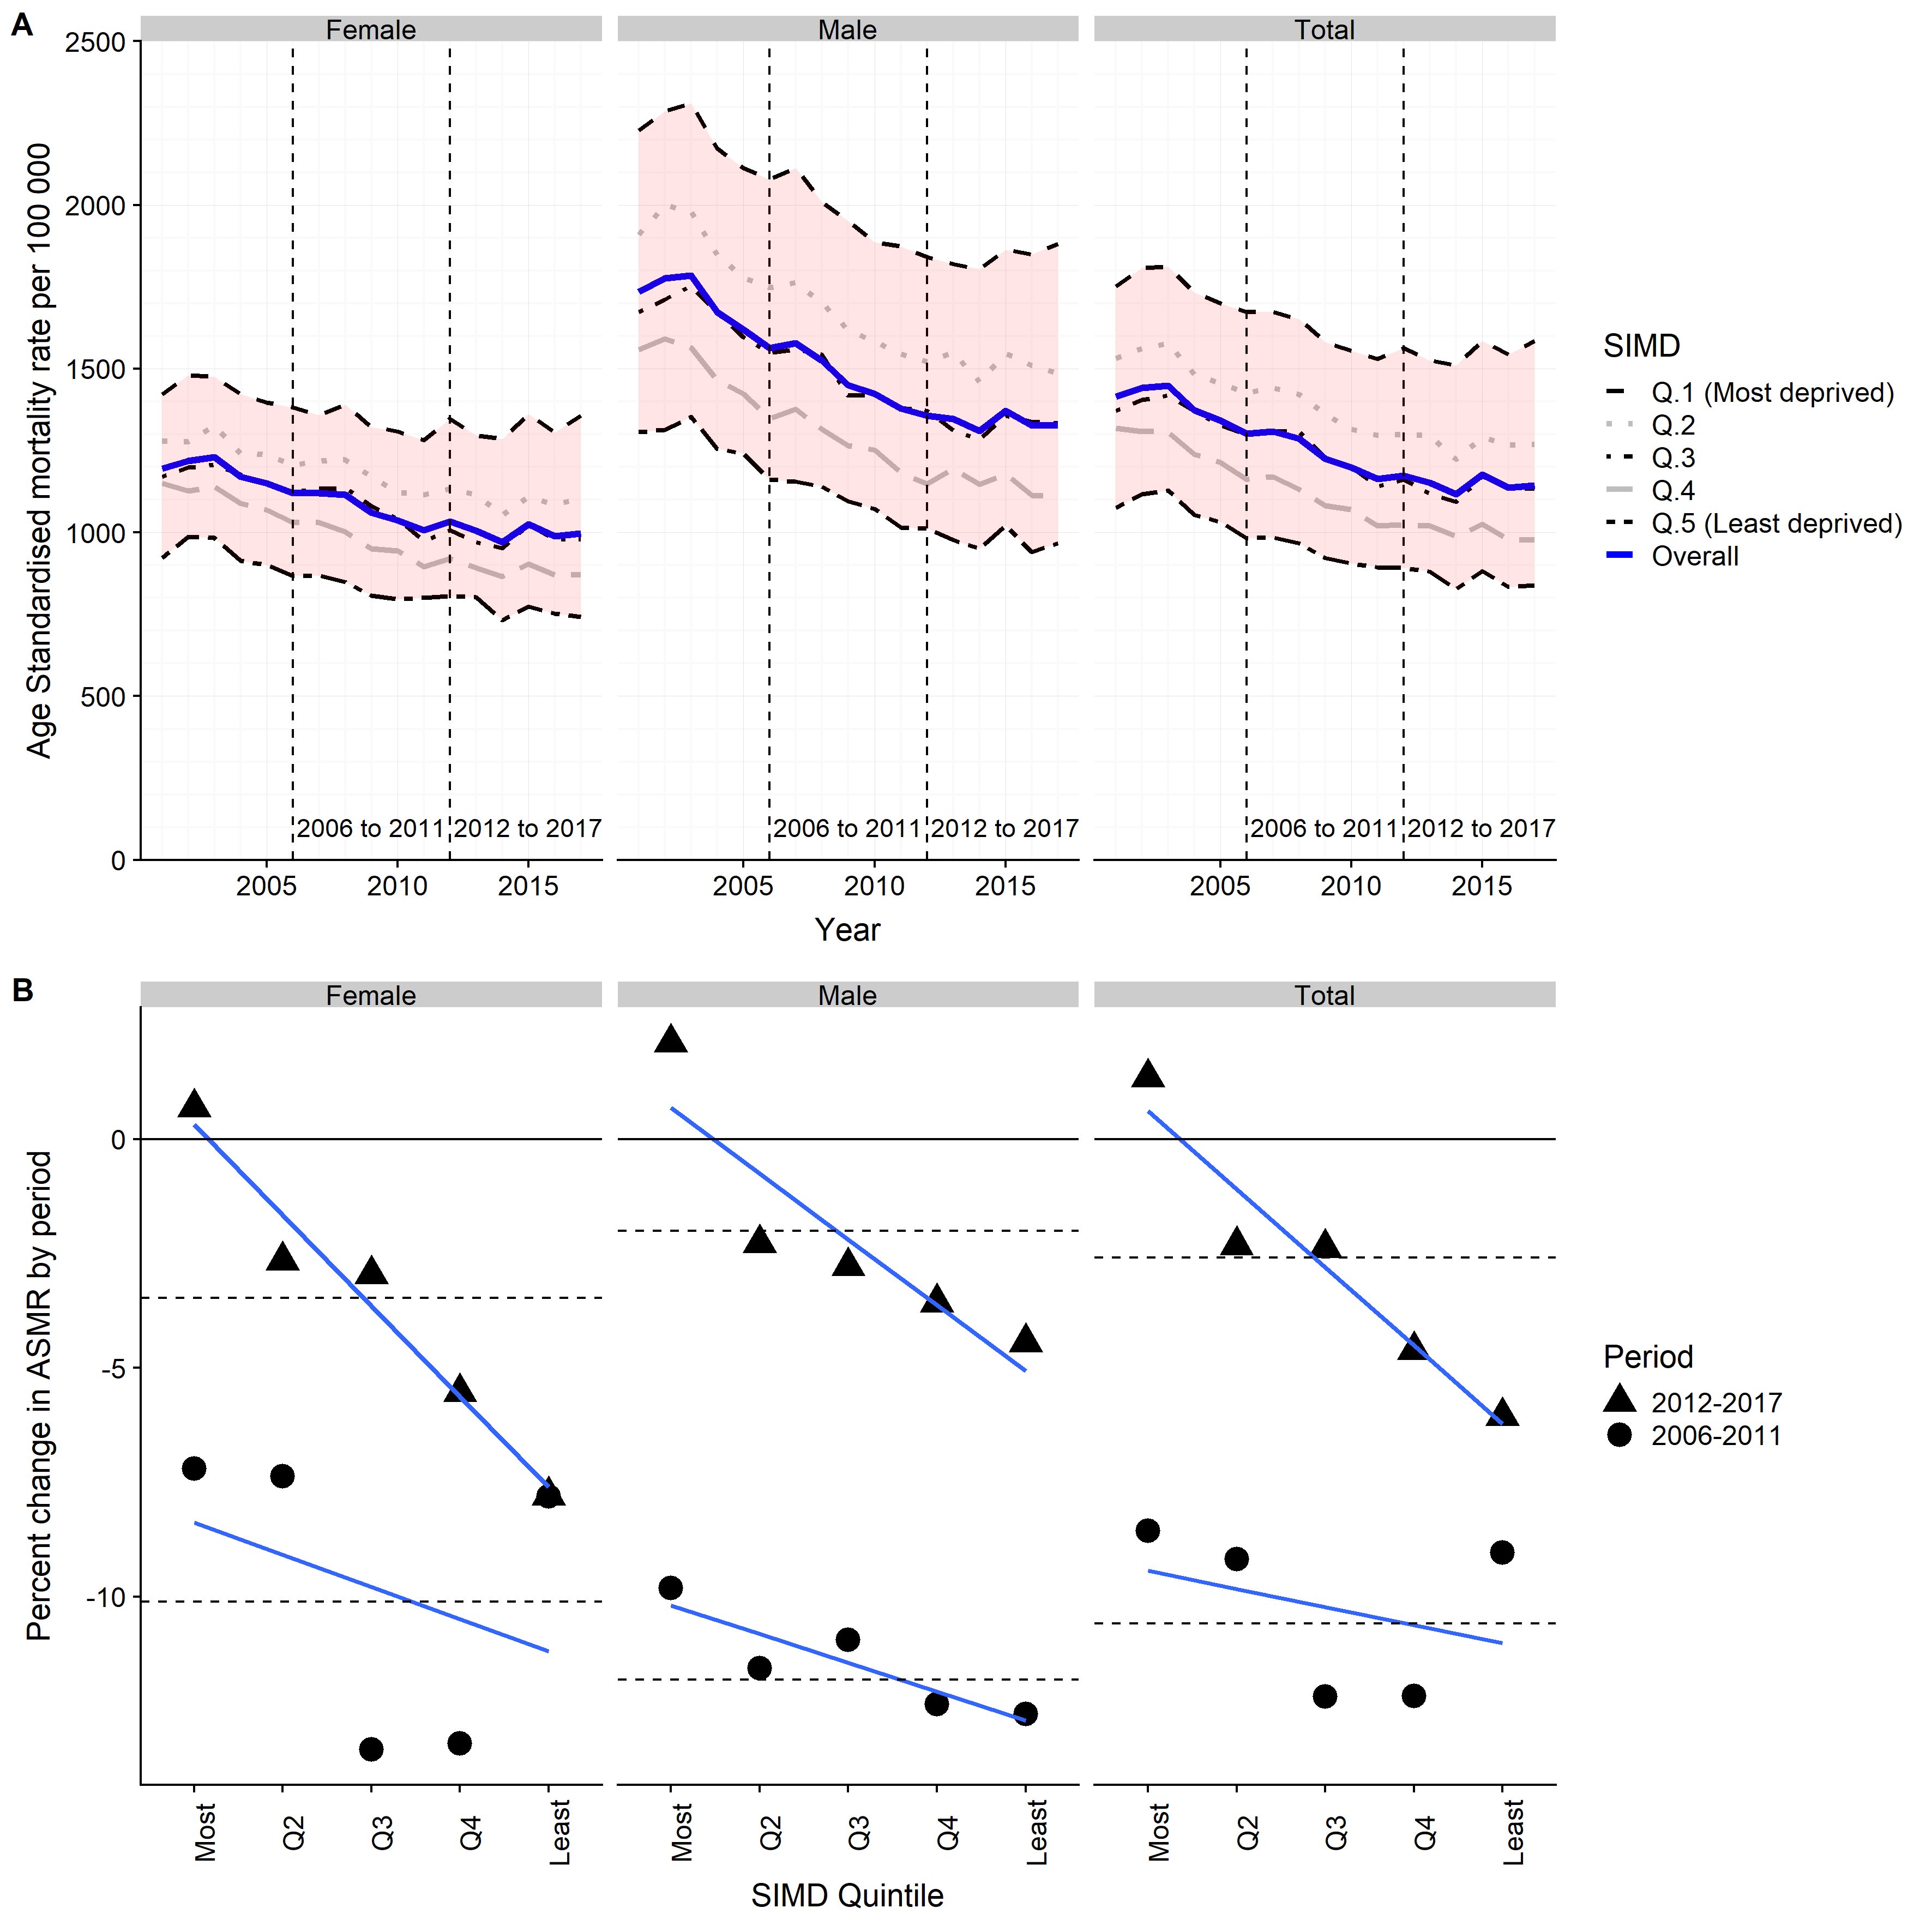 A
Female Male Total
Age Standardised mortality rate per 100 000
2500
2000
1500
1000
500
0
2006 to 2011 2012 to 2017 2006 to 2011 2012 to 2017 2006 to 2011 2012 to 2017
2005 2010 2015 2005 2010 2015 2005 2010 2015
Year
SIMD
Q.1 (Most deprived)
Q.2
Q.3
Q.4
Q.5 (Least deprived)
Overall
B
Female Male Total
Percent change in ASMR by period
0
-5
-10
Most Q2 Q3 Q4 Least Most Q2 Q3 Q4 Least Most Q2 Q3 Q4 Least
SIMD Quintile
Period
2012-2017
2006-2011